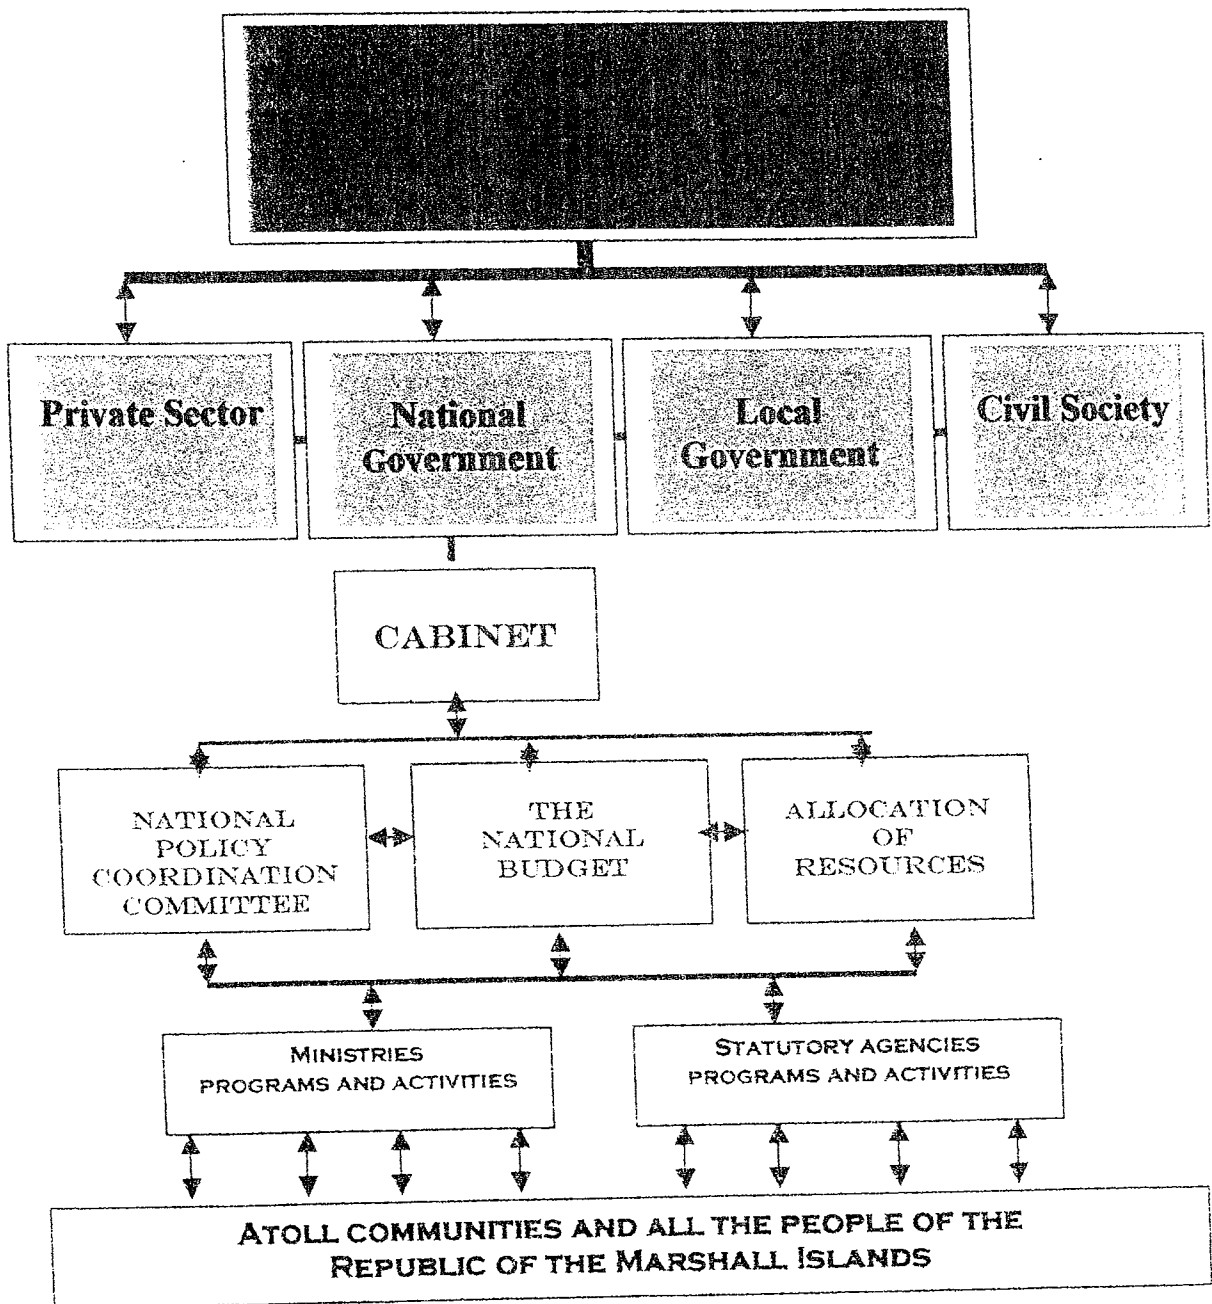 Private Sector
National
Government
Local
Government
Civil Society
CABINET
NATIONAL
POLICY
COORDINATION
COMMITTEE
THE
NATIONAL
BUDGET
ALLOCATION
OF
RESOURCES
MINISTRIES
PROGRAMS AND ACTIVITIES
STATUTORY AGENCIES
PROGRAMS AND ACTIVITIES
ATOLL COMMUNITIES AND ALL THE PEOPLE OF THE
REPUBLIC OF THE MARSHALL ISLANDS